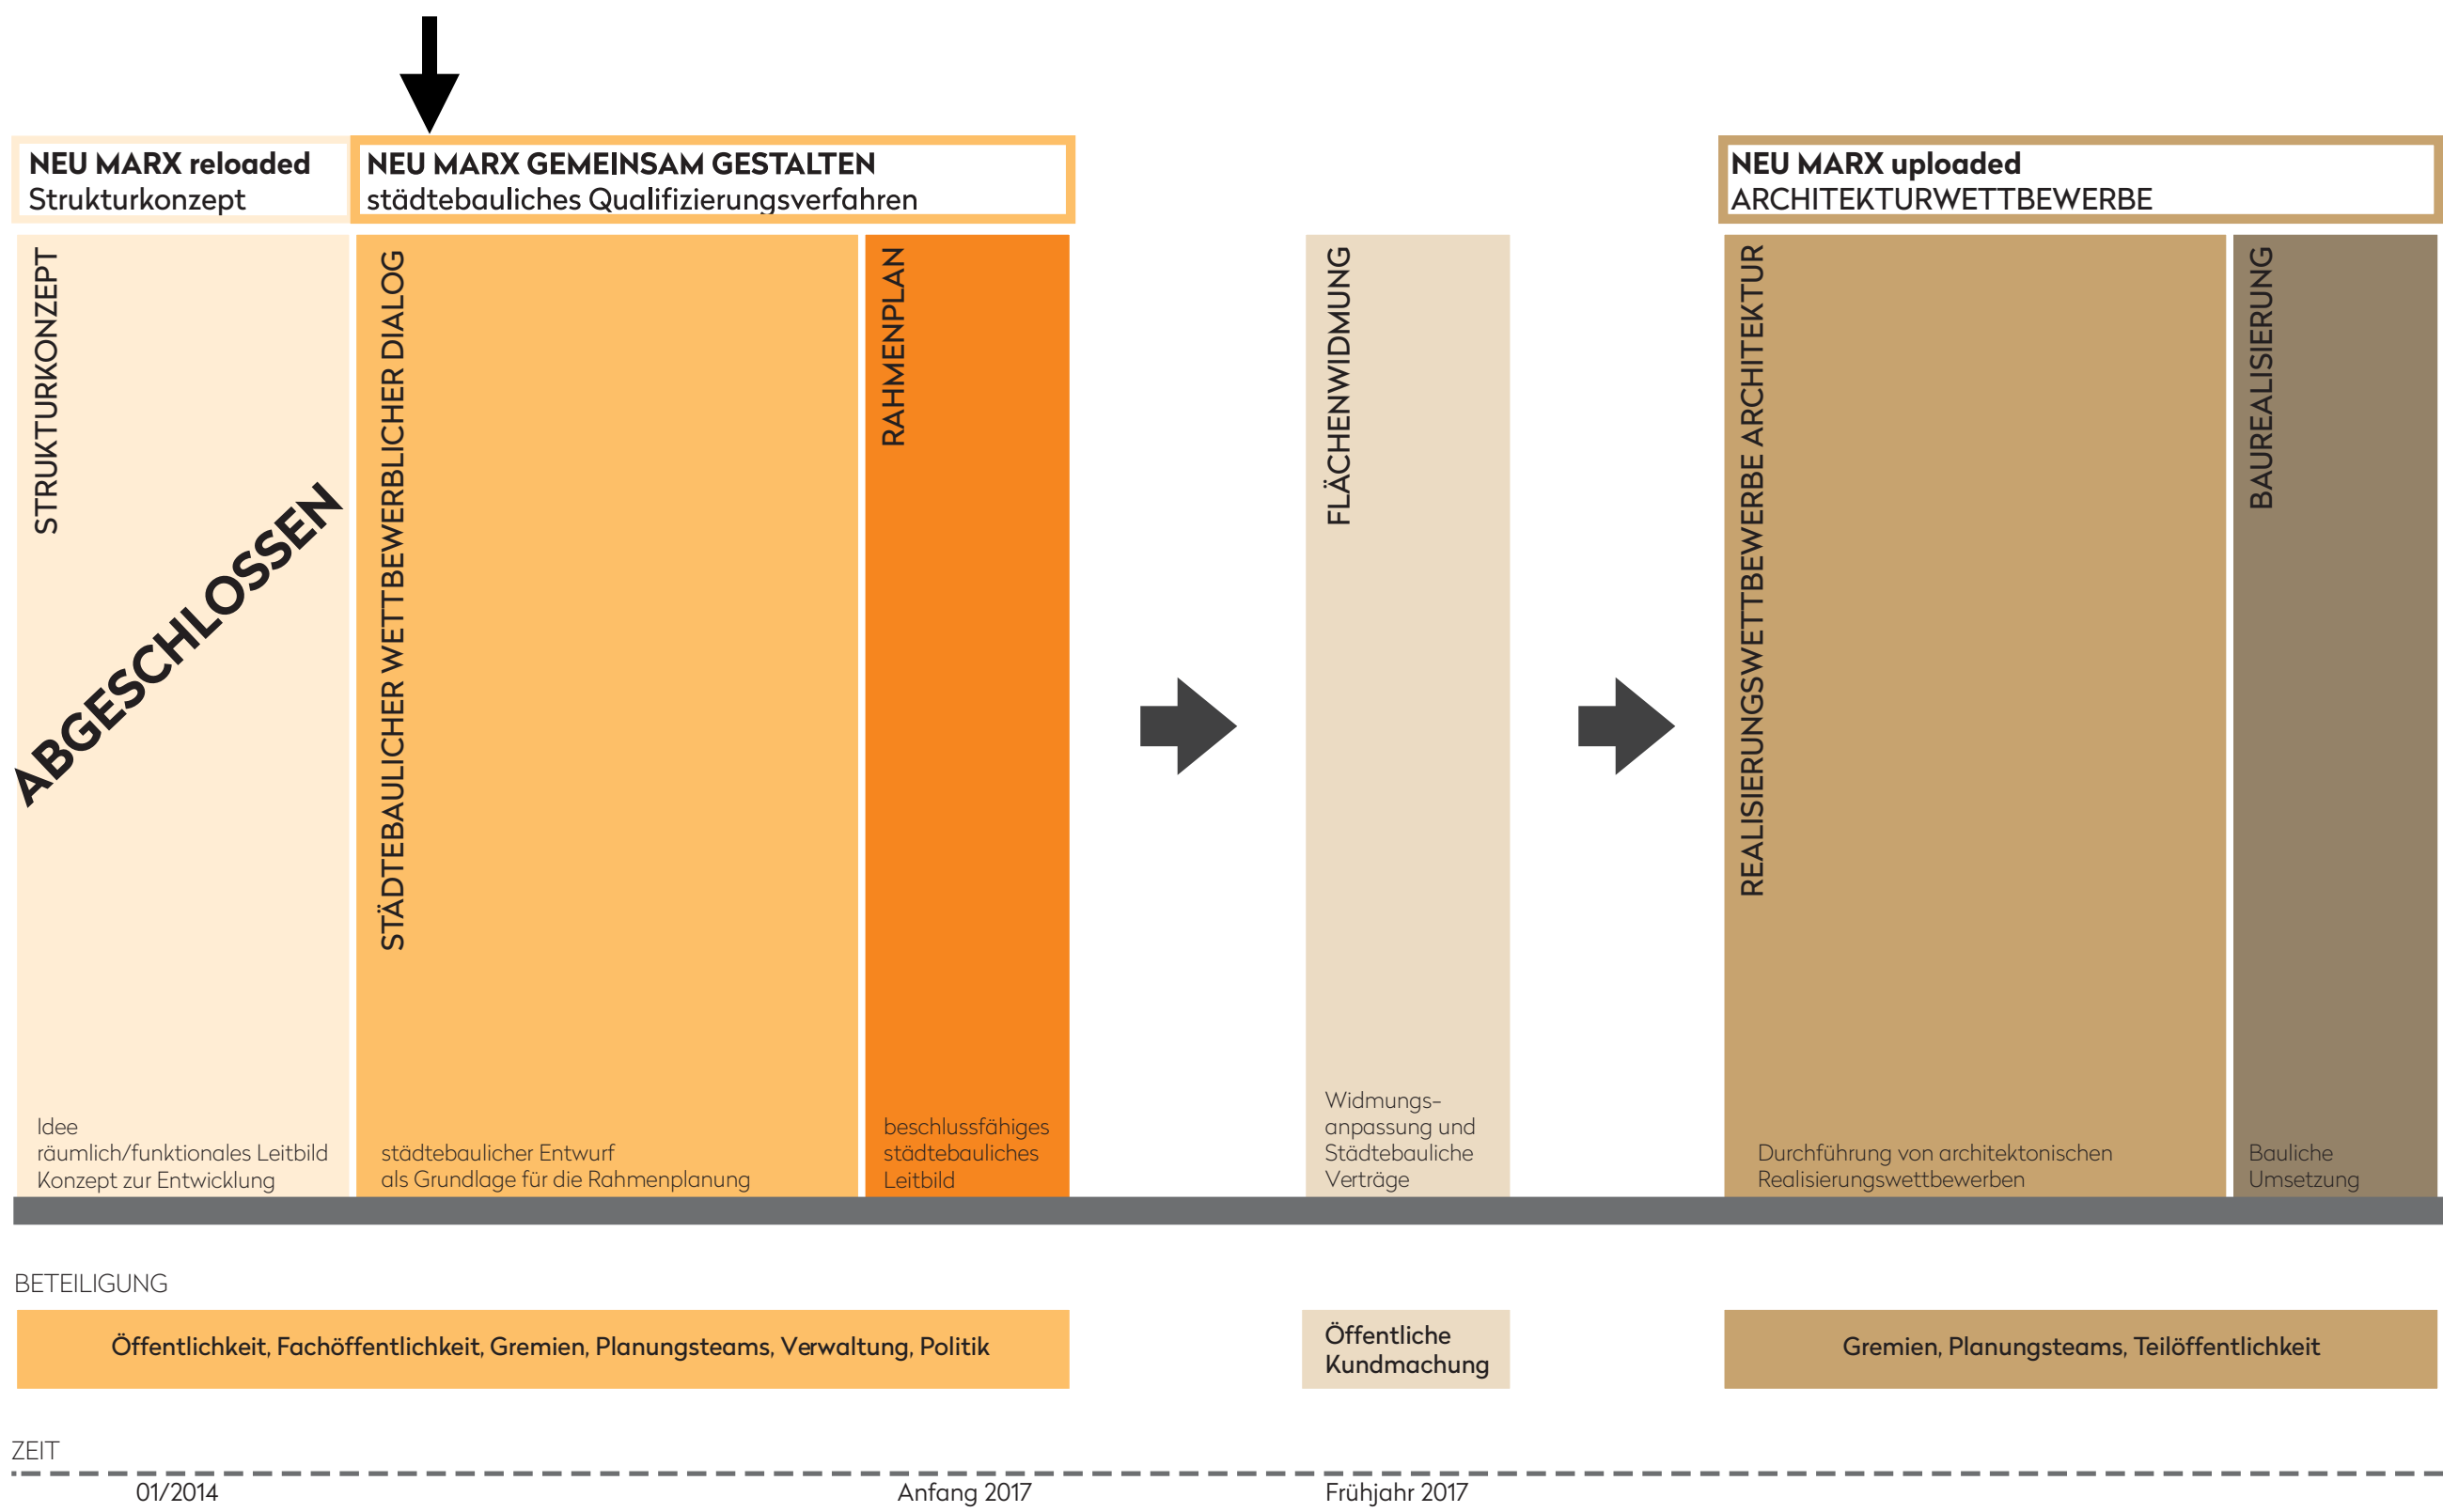 NEU MARX reloaded
Strukturkonzept
NEU MARX GEMEINSAM GESTALTEN
städtebauliches Qualifizierungsverfahren
NEU MARX uploaded
ARCHITEKTURWETTBEWERBE
STRUKTURKONZEPT
ABGESCHLOSSEN
STÄDTEBAULICHER WETTBEWERBLICHER DIALOG
RAHMENPLAN
FLÄCHENWIDMUNG
REALISIERUNGSWETTBEWERBE ARCHITEKTUR
BAUREALISIERUNG
Idee
räumlich/funktionales Leitbild
Konzept zur Entwicklung
städtebaulicher Entwurf
als Grundlage für die Rahmenplanung
beschlussfähiges
städtebauliches
Leitbild
Widmungs-
anpassung und
Städtebauliche
Verträge
Durchführung von architektonischen
Realisierungswettbewerben
Bauliche
Umsetzung
BETEILIGUNG
Öffentlichkeit, Fachöffentlichkeit, Gremien, Planungsteams, Verwaltung, Politik
Öffentliche
Kundmachung
Gremien, Planungsteams, Teilöffentlichkeit
ZEIT
01/2014
Anfang 2017
Frühjahr 2017